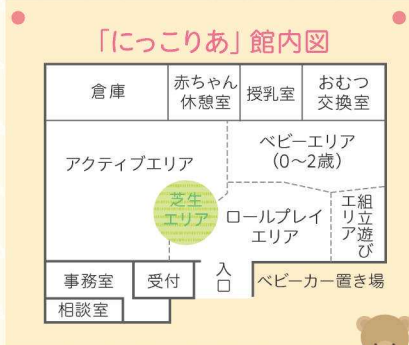 「にっこりあ」館内図
倉庫
赤ちゃん
休憩室
授乳室
おむつ
交換室
アクティブエリア
ベビーエリア
（0〜2歳）
芝生
エリア
ロールプレイ
エリア
組立遊び
エリア
事務室
受付
入口
ベビーカー置き場
相談室